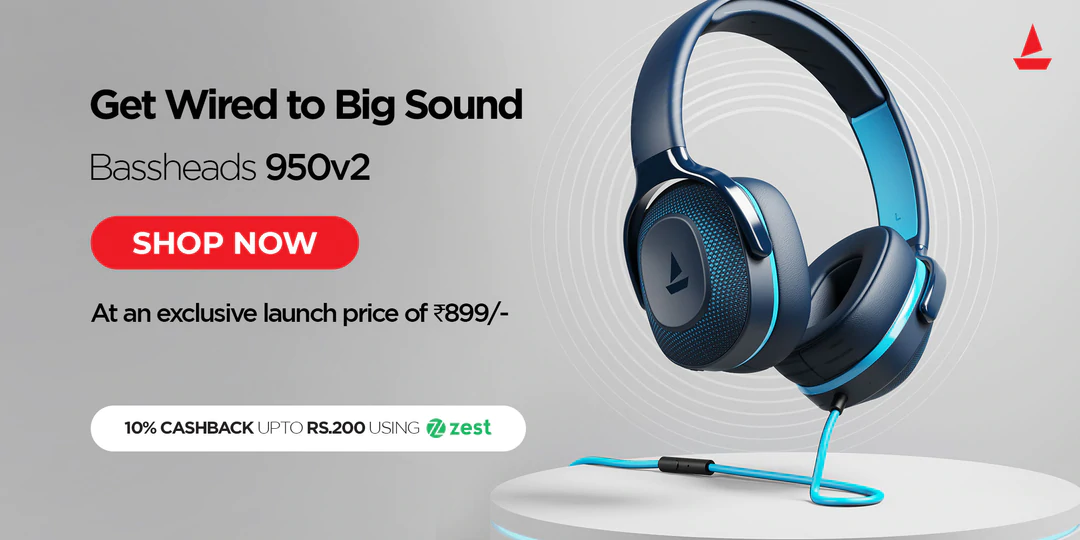 Get Wired to Big Sound
Bassheads 950v2
SHOP NOW
At an exclusive launch price of ₹899/-
10% CASHBACK UPTO RS.200 USING zest